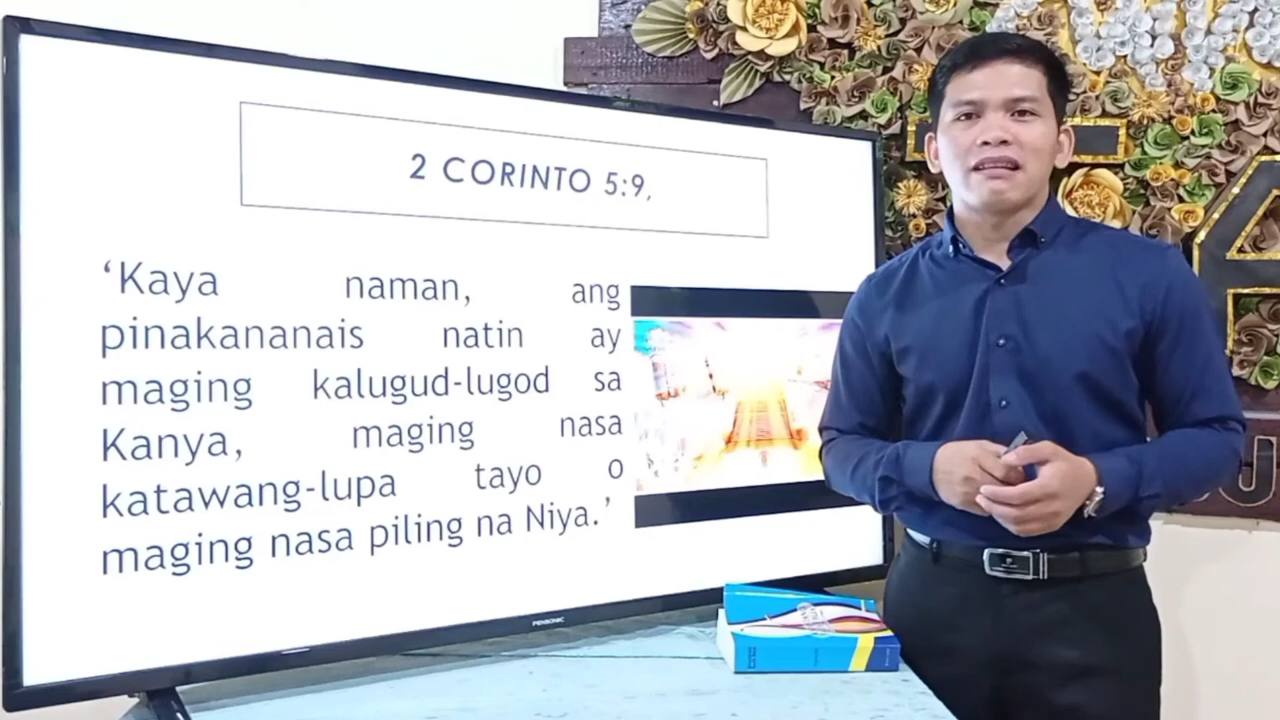 2 CORINTO 5:9,
‘Kaya naman, ang
pinakananais natin ay
maging kalugud-lugod sa
Kanya, maging nasa
katawang-lupa tayo o
maging nasa piling na Niya.’
PENSONIC